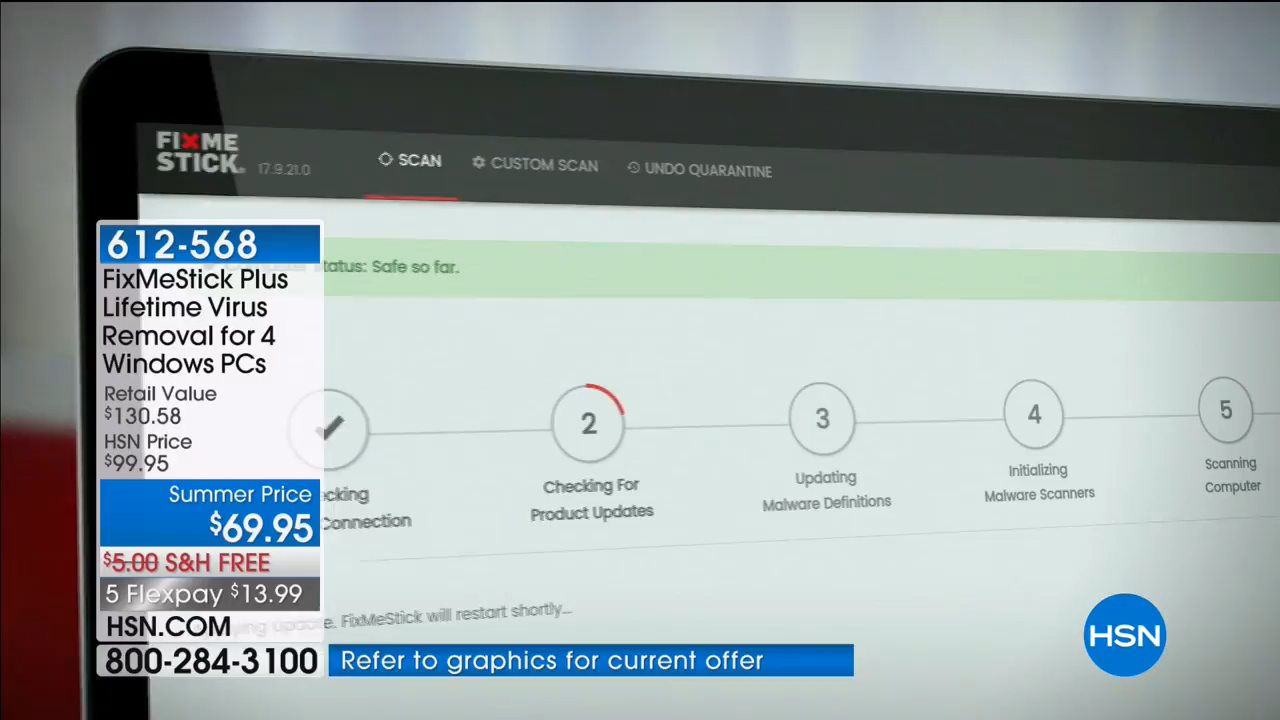 FIXME
STICK. 17.9.21.0
SCAN
CUSTOM SCAN
UNDO QUARANTINE
Status: Safe so far.
612-568
FixMeStick Plus
Lifetime Virus
Removal for 4
Windows PCs
Retail Value
$130.58
HSN Price
$99.95
Summer Price
$69.95
$5.00 S&H FREE
5 Flexpay $13.99
HSN.COM
800-284-3100
Refer to graphics for current offer
2
3
4
5
Connection
Checking For
Product Updates
Updating
Malware Definitions
Initializing
Malware Scanners
Scanning
Computer
update. FixMeStick will restart shortly...
HSN